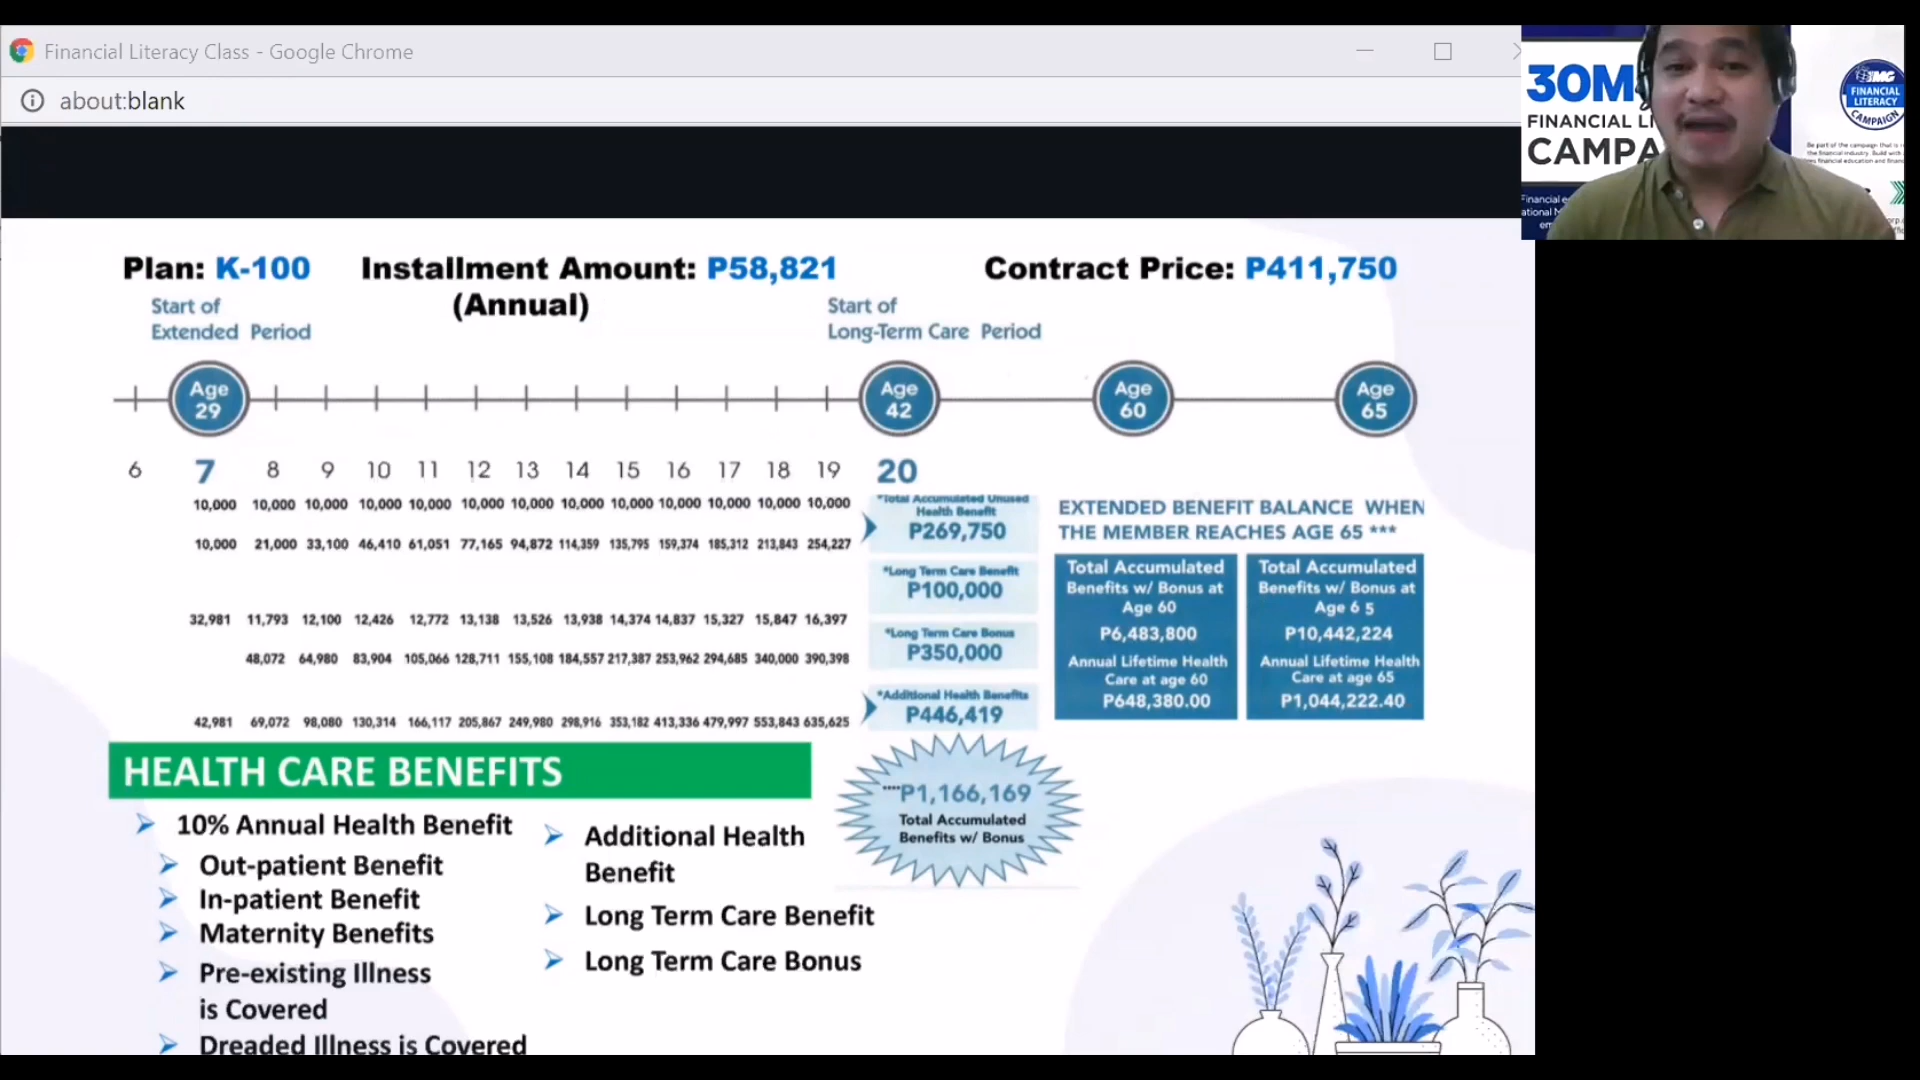 Financial Literacy Class - Google Chrome
about:blank
30M
FINANCIAL LI
CAMPA
IMG
FINANCIAL
LITERACY
CAMPAIGN
Plan: K-100 Installment Amount: P58,821 Contract Price: P411,750
(Annual)
Start of
Extended Period
Start of
Long-Term Care Period
Age
29
Age
42
Age
60
Age
65
6 7 8 9 10 11 12 13 14 15 16 17 18 19 20
10,000 10,000 10,000 10,000 10,000 10,000 10,000 10,000 10,000 10,000 10,000 10,000 10,000
10,000 21,000 33,100 46,410 61,051 77,165 94,872 114,359 135,795 159,374 185,312 213,843 254,227
32,981 11,793 12,100 12,426 12,772 13,138 13,526 13,938 14,374 14,837 15,327 15,847 16,397
48,072 64,980 83,904 105,066 128,711 155,108 184,557 217,387 253,962 294,685 340,000 390,398
42,981 69,072 98,080 130,314 166,117 205,867 249,980 298,916 353,182 413,336 479,997 553,843 635,625
*Total Accumulated Unused
Health Benefit
P269,750
*Long Term Care Benefit
P100,000
*Long Term Care Bonus
P350,000
*Additional Health Benefits
P446,419
****P1,166,169
Total Accumulated
Benefits w/ Bonus
EXTENDED BENEFIT BALANCE WHEN
THE MEMBER REACHES AGE 65 ***
Total Accumulated
Benefits w/ Bonus at
Age 60
P6,483,800
Annual Lifetime Health
Care at age 60
P648,380.00
Total Accumulated
Benefits w/ Bonus at
Age 6 5
P10,442,224
Annual Lifetime Health
Care at age 65
P1,044,222.40
HEALTH CARE BENEFITS
10% Annual Health Benefit
Out-patient Benefit
In-patient Benefit
Maternity Benefits
Pre-existing Illness
is Covered
Dreaded Illness is Covered
Additional Health
Benefit
Long Term Care Benefit
Long Term Care Bonus